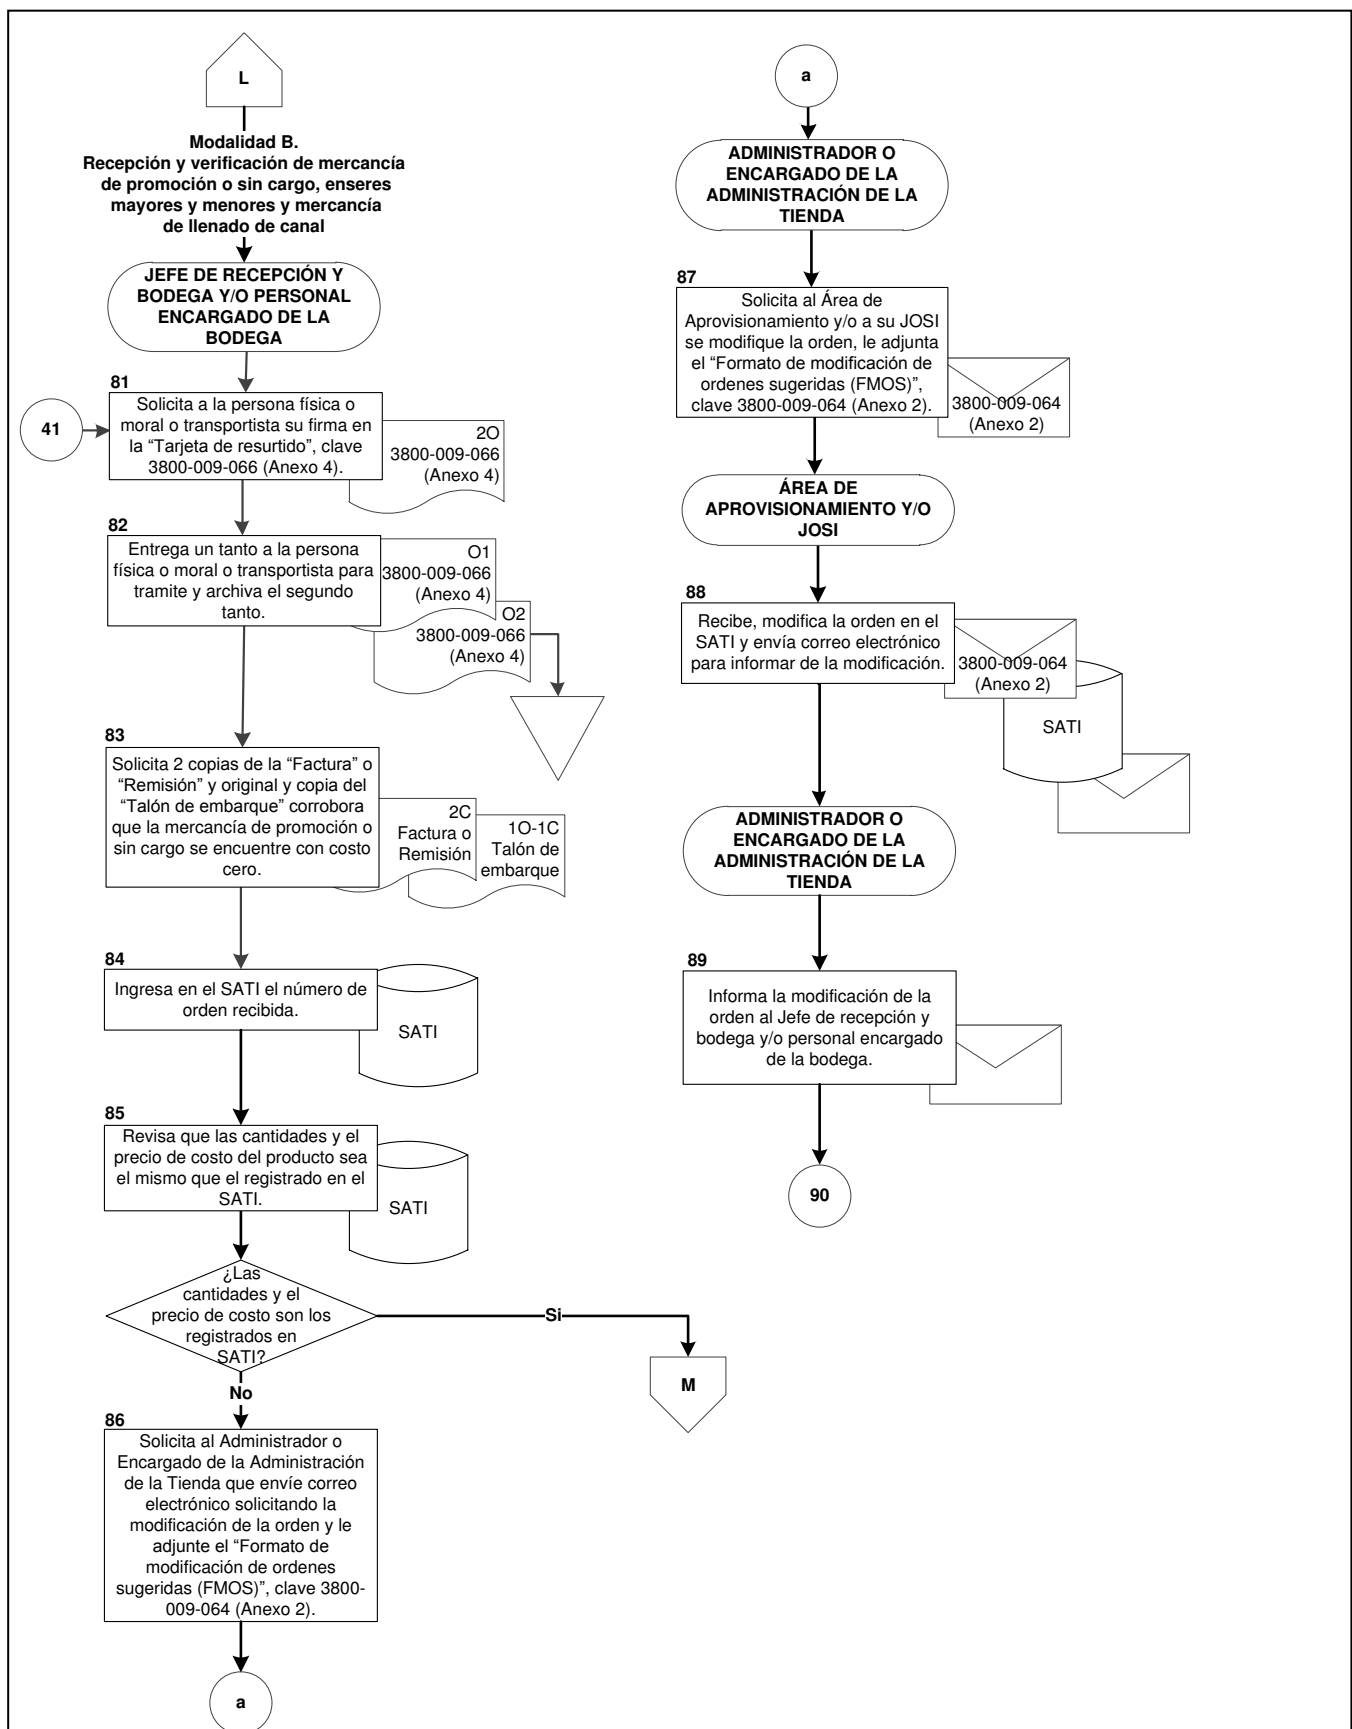 L
Modalidad B.
Recepción y verificación de mercancía
de promoción o sin cargo, enseres
mayores y menores y mercancía
de llenado de canal
JEFE DE RECEPCIÓN Y
BODEGA Y/O PERSONAL
ENCARGADO DE LA
BODEGA
81
41
Solicita a la persona física o
moral o transportista su firma en
la “Tarjeta de resurtido”, clave
3800-009-066 (Anexo 4).
2O
3800-009-066
(Anexo 4)
82
Entrega un tanto a la persona
física o moral o transportista para
tramite y archiva el segundo
tanto.
O1
3800-009-066
(Anexo 4)
O2
3800-009-066
(Anexo 4)
83
Solicita 2 copias de la “Factura” o
“Remisión” y original y copia del
“Talón de embarque” corrobora
que la mercancía de promoción o
sin cargo se encuentre con costo
cero.
2C
Factura o
Remisión
1O-1C
Talón de
embarque
84
Ingresa en el SATI el número de
orden recibida.
SATI
85
Revisa que las cantidades y el
precio de costo del producto sea
el mismo que el registrado en el
SATI.
SATI
¿Las
cantidades y el
precio de costo son los
registrados en
SATI?
Si
M
No
86
Solicita al Administrador o
Encargado de la Administración
de la Tienda que envíe correo
electrónico solicitando la
modificación de la orden y le
adjunte el “Formato de
modificación de ordenes
sugeridas (FMOS)”, clave 3800-
009-064 (Anexo 2).
a
a
ADMINISTRADOR O
ENCARGADO DE LA
ADMINISTRACIÓN DE LA
TIENDA
87
Solicita al Área de
Aprovisionamiento y/o a su JOSI
se modifique la orden, le adjunta
el “Formato de modificación de
ordenes sugeridas (FMOS)”,
clave 3800-009-064 (Anexo 2).
3800-009-064
(Anexo 2)
ÁREA DE
APROVISIONAMIENTO Y/O
JOSI
88
Recibe, modifica la orden en el
SATI y envía correo electrónico
para informar de la modificación.
3800-009-064
(Anexo 2)
SATI
ADMINISTRADOR O
ENCARGADO DE LA
ADMINISTRACIÓN DE LA
TIENDA
89
Informa la modificación de la
orden al Jefe de recepción y
bodega y/o personal encargado
de la bodega.
90